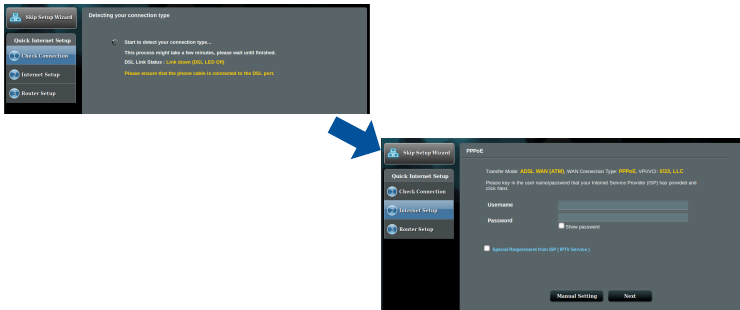 Skip Setup Wizard
Detecting your connection type
Quick Internet Setup
Check Connection
Internet Setup
Router Setup
Start to detect your connection type...
This process might take a few minutes, please wait until finished.
DSL Link Status : Link down (DSL LED Off)
Please ensure that the phone cable is connected to the DSL port.
Skip Setup Wizard
PPPoE
Quick Internet Setup
Check Connection
Internet Setup
Router Setup
Transfer Mode: ADSL WAN (ATM), WAN Connection Type: PPPoE, VPI/VCI: 0/33, LLC
Please key in the user name/password that your Internet Service Provider (ISP) has provided and
click Next.
Username
Password
Show password
Special Requirement from ISP ( IPTV Service )
Manual Setting
Next